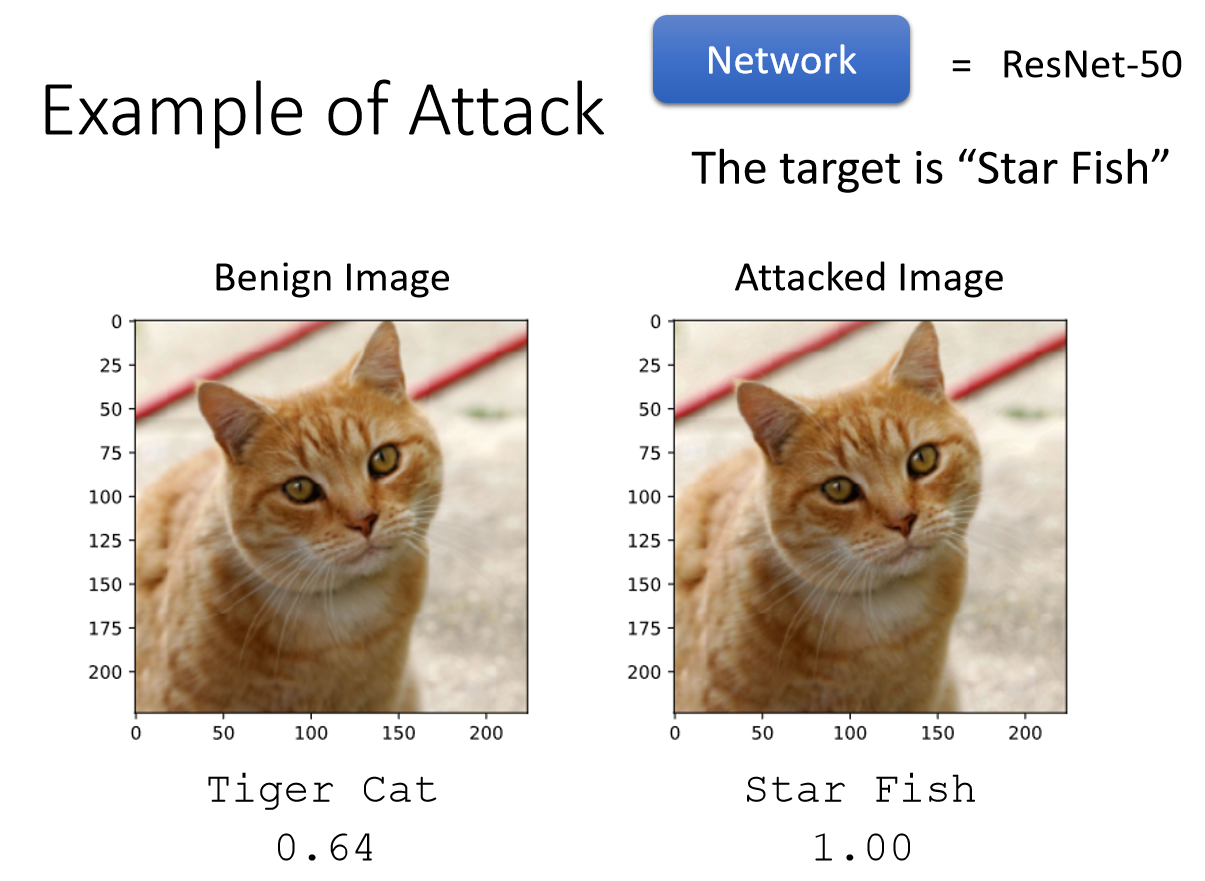 Example of Attack
Network
= ResNet-50
The target is “Star Fish”
Benign Image
0
25
50
75
100
125
150
175
200
0 50 100 150 200
Tiger Cat
0.64
Attacked Image
0
25
50
75
100
125
150
175
200
0 50 100 150 200
Star Fish
1.00